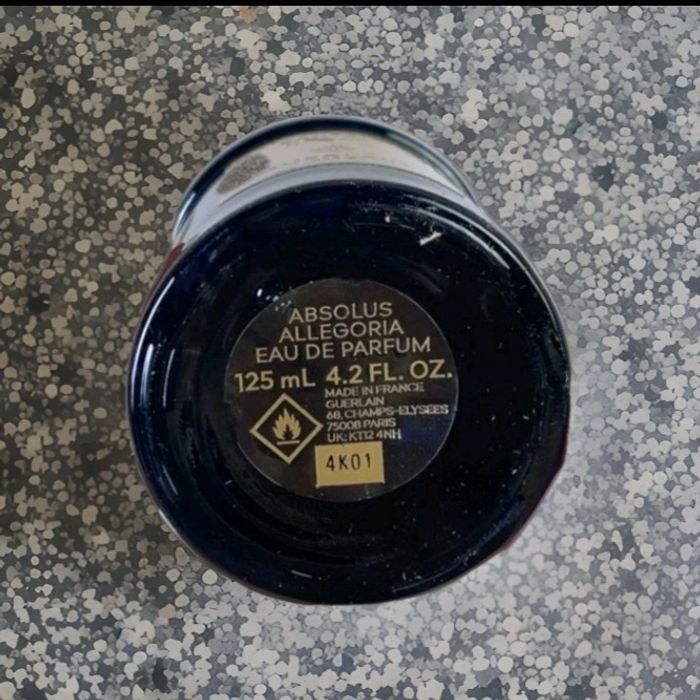 ABSOLUS
ALLEGORIA
EAU DE PARFUM
125 mL 4.2 FL. OZ.
MADE IN FRANCE
GUERLAIN
68, CHAMPS-ELYSEES
75008 PARIS
UK: KT12 4NH
4K01